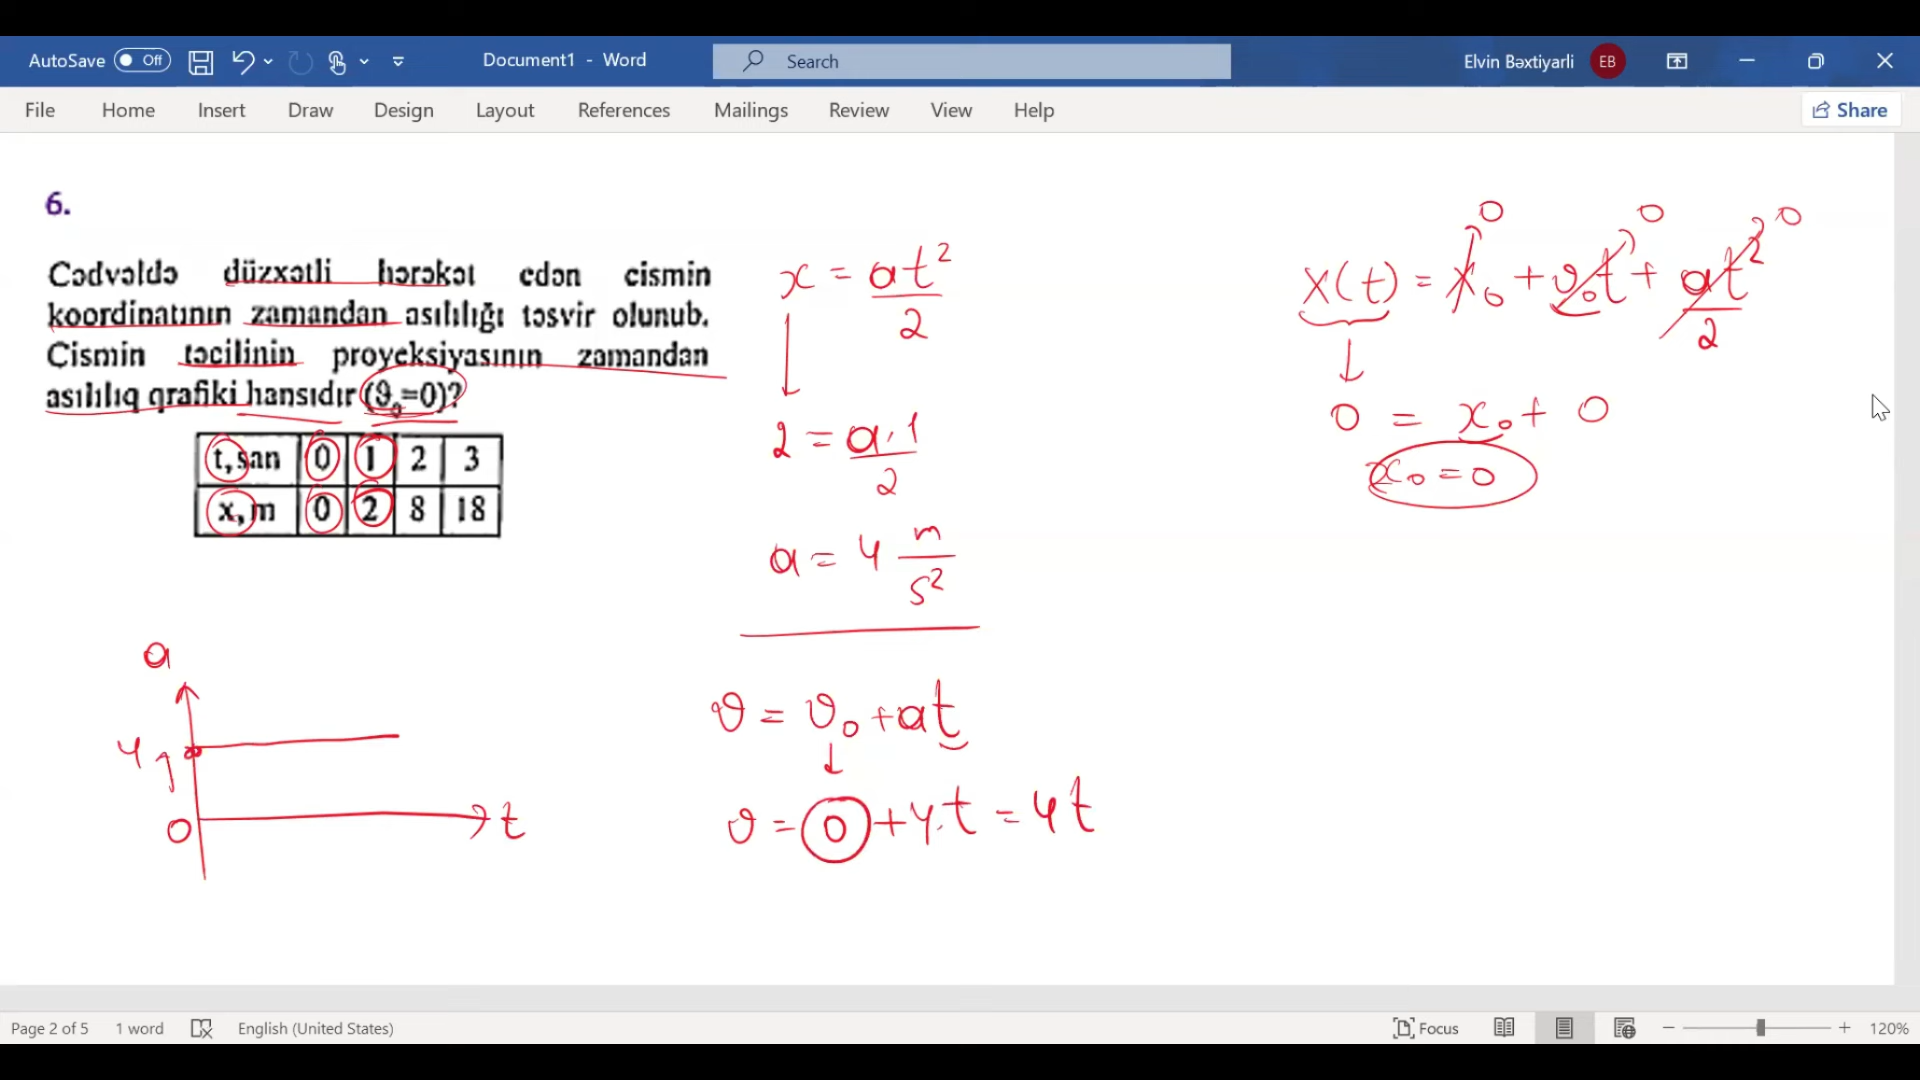 AutoSave Off Document1 - Word Search Elvin Bəxtiyarli EB
File Home Insert Draw Design Layout References Mailings Review View Help Share
6.
Cədvəldə düzxətli hərəkət edən cismin
koordinatının zamandan asılılığı təsvir olunub.
Cismin təcilinin proyeksiyasının zamandan
asılılıq qrafiki hansıdır (ϑ₀=0)?
t,san 0 1 2 3
x,m 0 2 8 18
x = at²/2
2 = a·1/2
a = 4 m/s²
ϑ = ϑ₀ + at
ϑ = 0 + 4·t = 4t
a
4
0 t
0 0 0
x(t) = x₀ + ϑ₀t + at²/2
0 = x₀ + 0
x₀ = 0
Page 2 of 5 1 word English (United States) Focus 120%